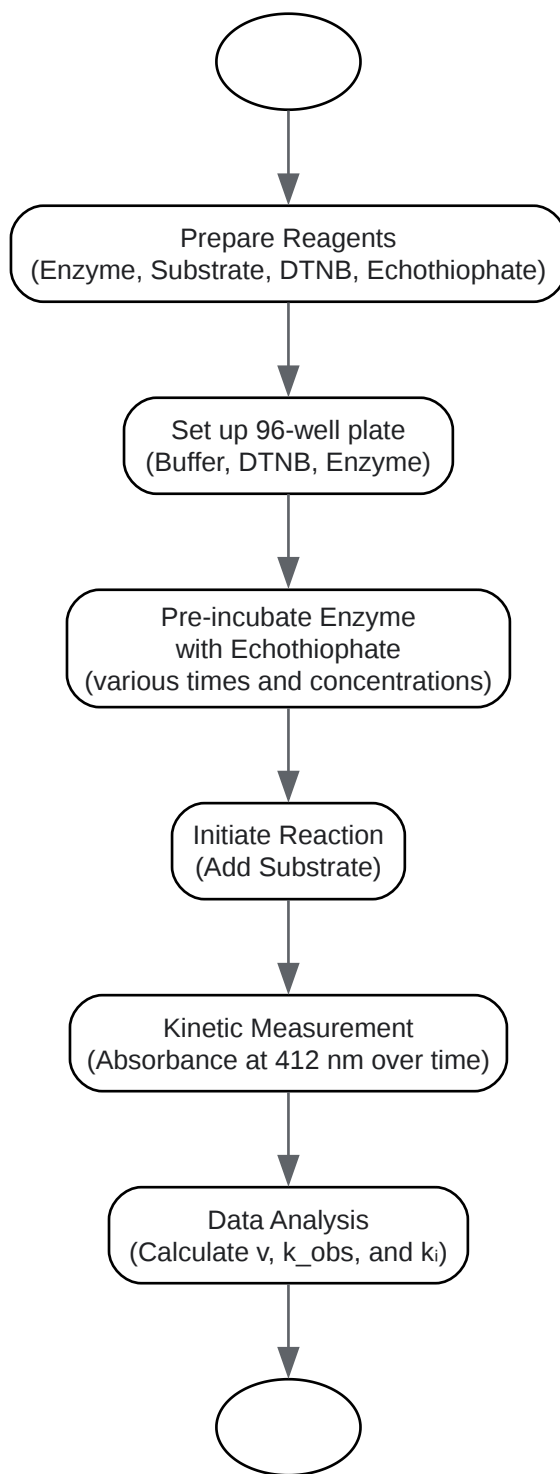 Prepare Reagents
(Enzyme, Substrate, DTNB, Echothiophate)
Set up 96-well plate
(Buffer, DTNB, Enzyme)
Pre-incubate Enzyme
with Echothiophate
(various times and concentrations)
Initiate Reaction
(Add Substrate)
Kinetic Measurement
(Absorbance at 412 nm over time)
Data Analysis
(Calculate v, k_obs, and kᵢ)